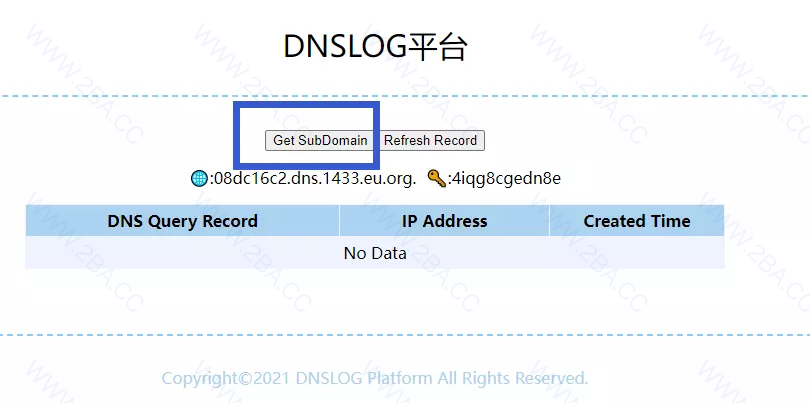 DNSLOG平台
Get SubDomain Refresh Record
:08dc16c2.dns.1433.eu.org. :4iqg8cgedn8e
DNS Query Record IP Address Created Time
No Data
Copyright©2021 DNSLOG Platform All Rights Reserved.
WWW.2BA.CC